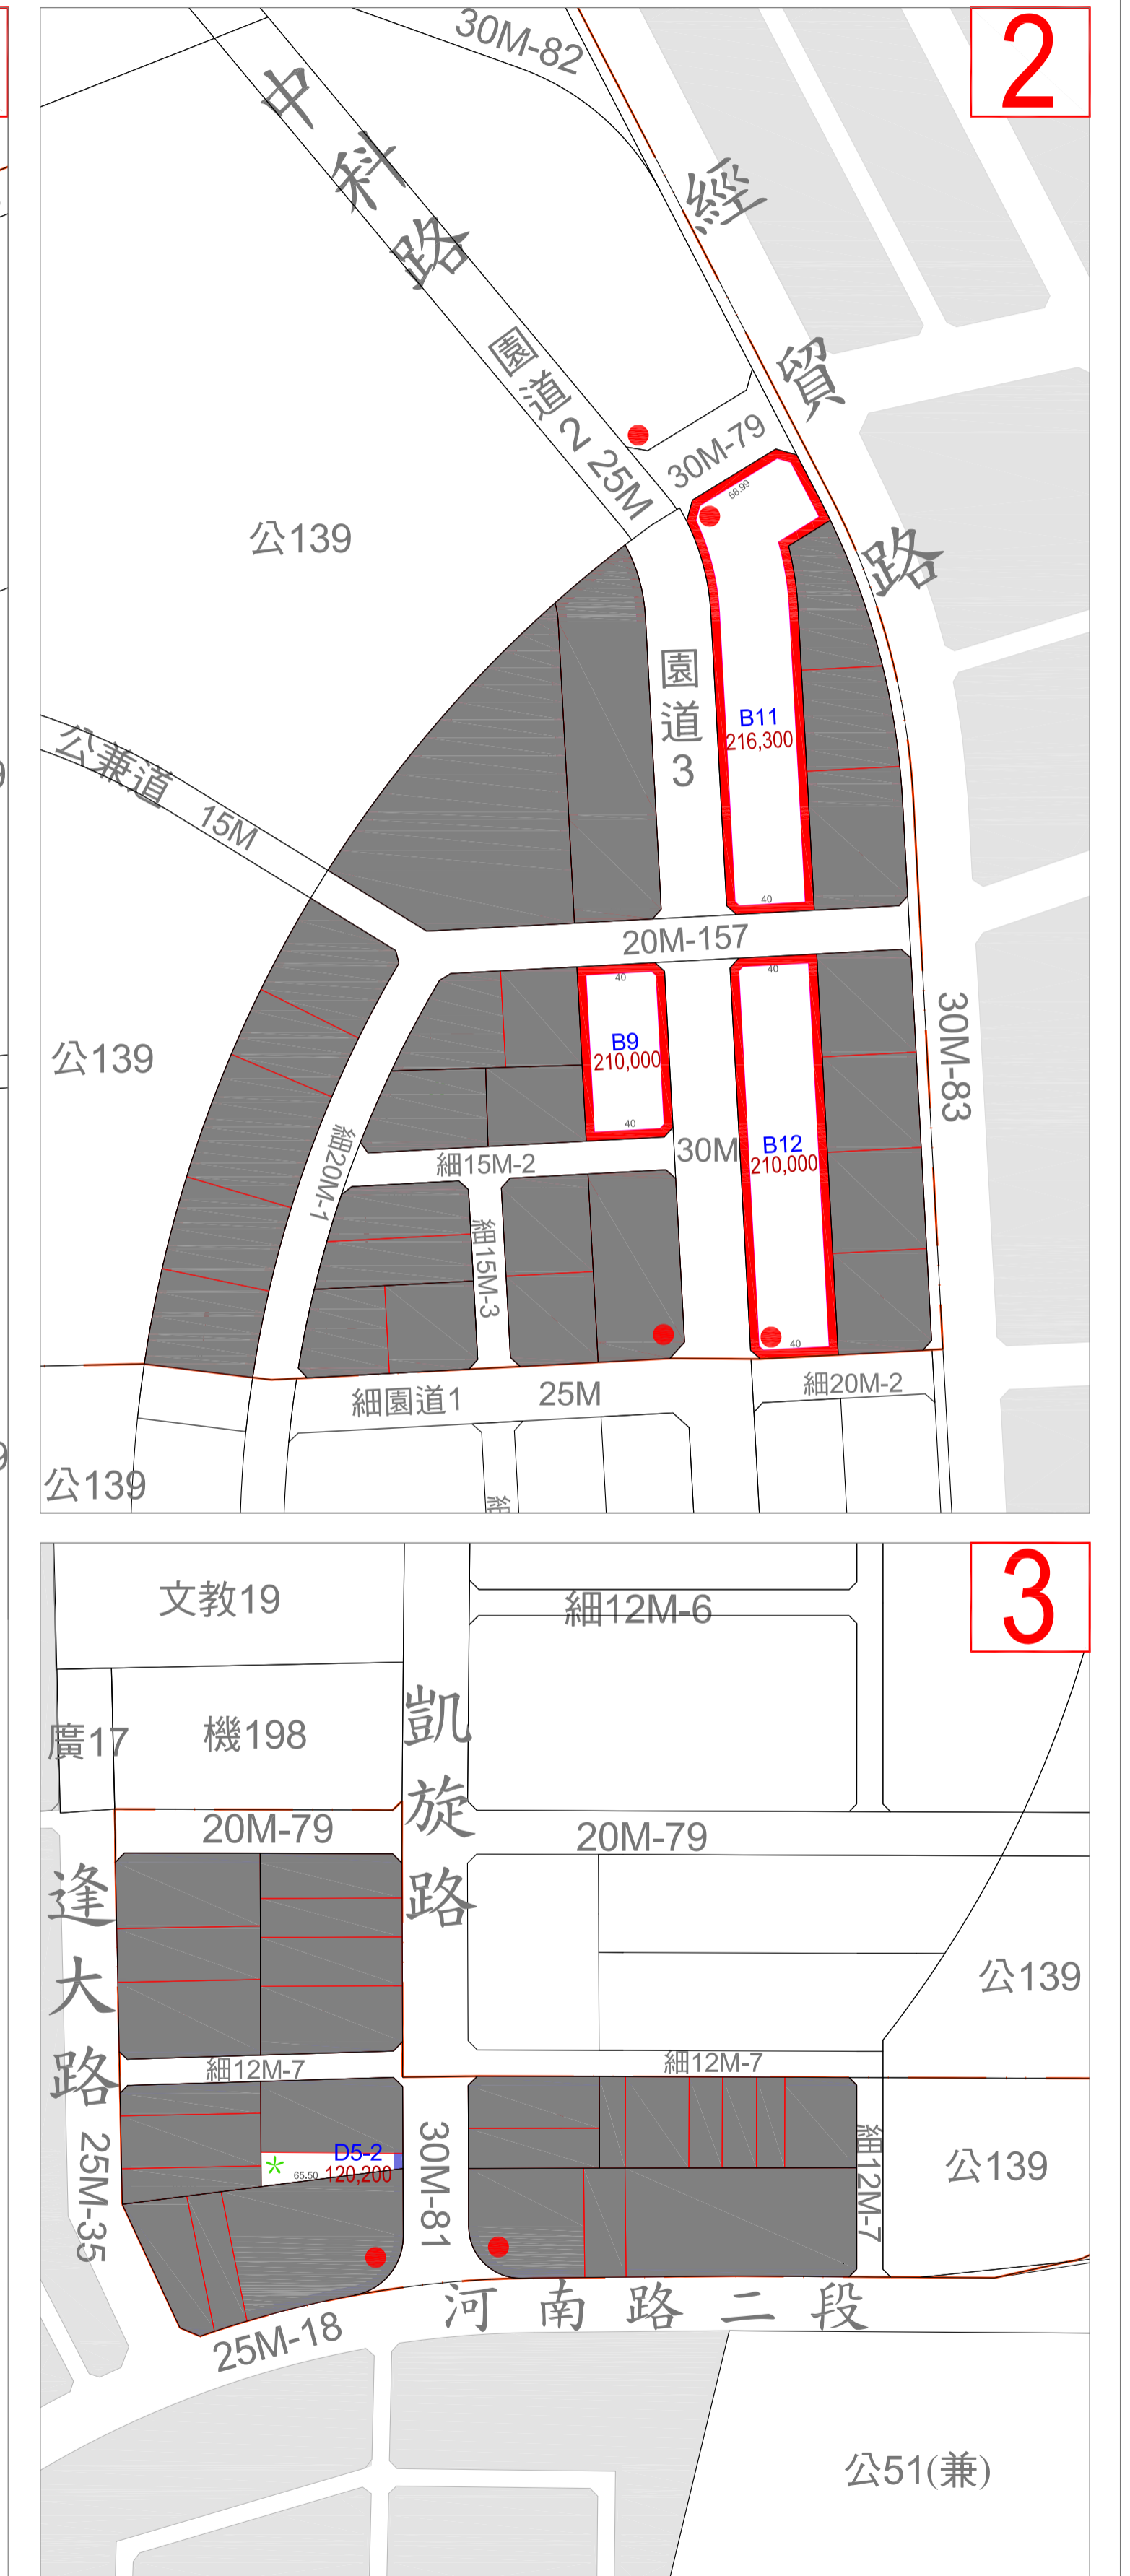 2
30M-82
中科路
經貿路
園道2 25M
30M-79
58.99
公139
園道3
B11
216,300
公兼道 15M
40
20M-157
40
40
B9
210,000
40
30M-83
公139
細20M-1
細15M-2
30M
B12
210,000
細15M-3
40
細園道1 25M
細20M-2
公139
細
3
文教19
細12M-6
廣17
機198
凱旋路
20M-79
20M-79
逢大路
公139
細12M-7
細12M-7
25M-35
D5-2
65.50 120,200
*
30M-81
細12M-7
公139
河南路二段
25M-18
公51(兼)
9
9